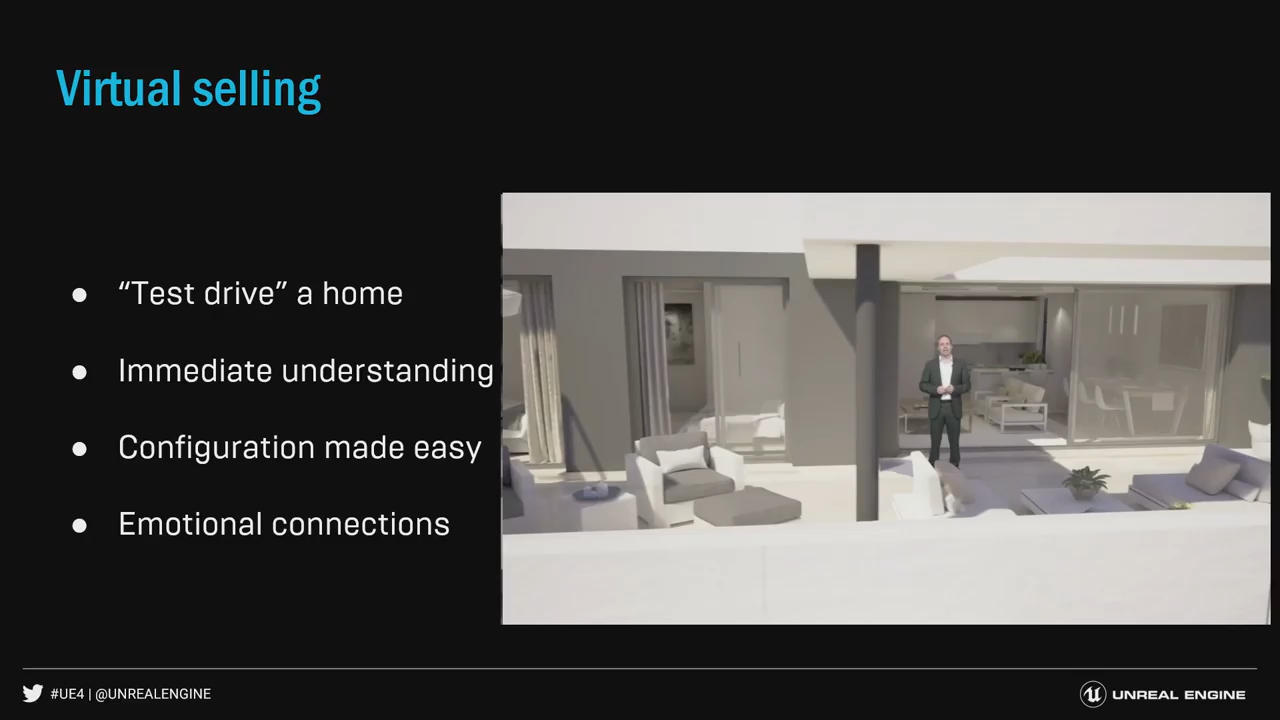 Virtual selling
● “Test drive” a home
● Immediate understanding
● Configuration made easy
● Emotional connections
#UE4 | @UNREALENGINE
UNREAL ENGINE